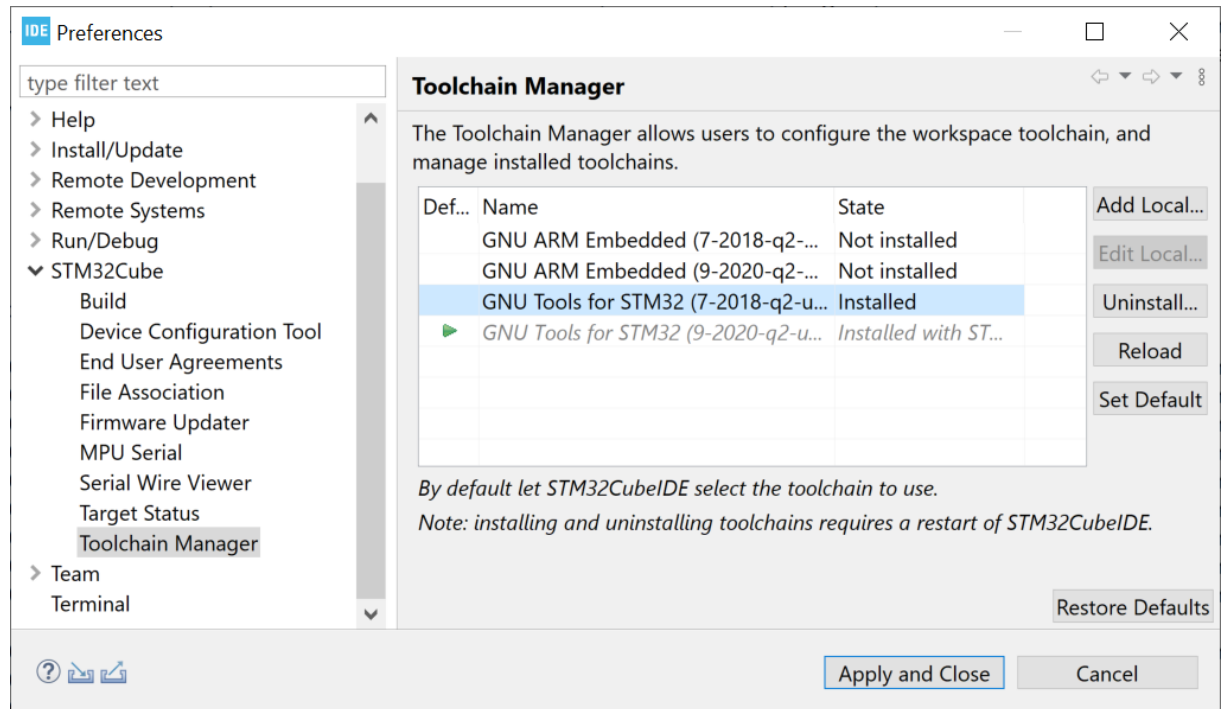 IDE Preferences
type filter text
Help
Install/Update
Remote Development
Remote Systems
Run/Debug
STM32Cube
Build
Device Configuration Tool
End User Agreements
File Association
Firmware Updater
MPU Serial
Serial Wire Viewer
Target Status
Toolchain Manager
Team
Terminal
Toolchain Manager
The Toolchain Manager allows users to configure the workspace toolchain, and
manage installed toolchains.
Def... Name State
GNU ARM Embedded (7-2018-q2-... Not installed
GNU ARM Embedded (9-2020-q2-... Not installed
GNU Tools for STM32 (7-2018-q2-u... Installed
GNU Tools for STM32 (9-2020-q2-u... Installed with ST...
Add Local...
Edit Local...
Uninstall...
Reload
Set Default
By default let STM32CubeIDE select the toolchain to use.
Note: installing and uninstalling toolchains requires a restart of STM32CubeIDE.
Restore Defaults
? Apply and Close Cancel